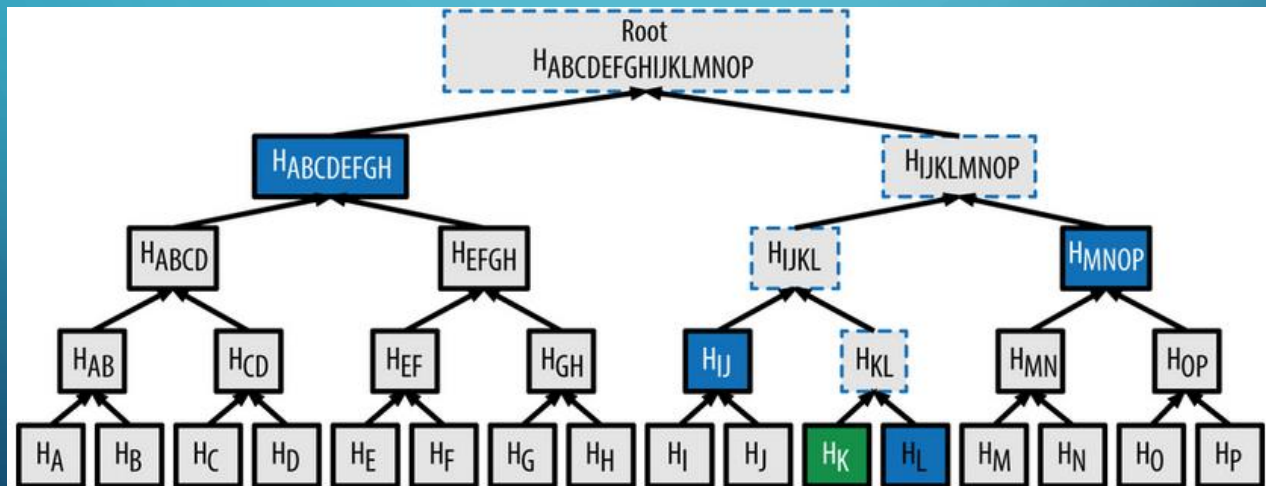 Root
HABCDEFGHIJKLMNOP
HABCDEFGH
HIJKLMNOP
HABCD
HEFGH
HIJKL
HMNOP
HAB
HCD
HEF
HGH
HIJ
HKL
HMN
HOP
HA
HB
HC
HD
HE
HF
HG
HH
HI
HJ
HK
HL
HM
HN
HO
HP